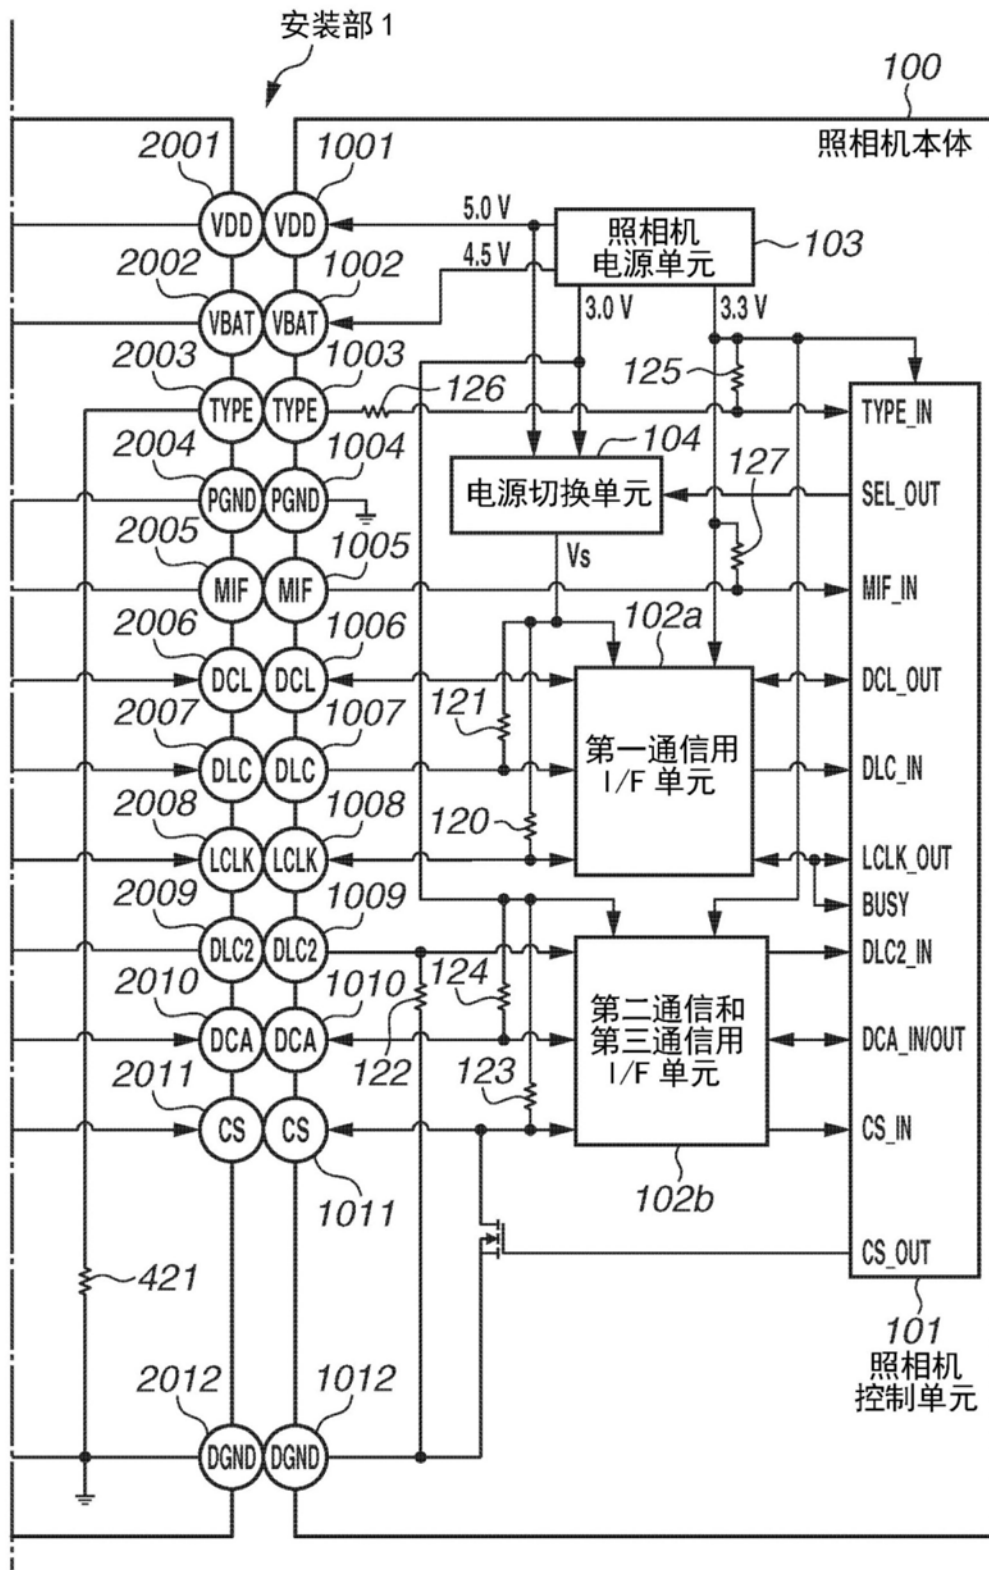 安装部 1
100
照相机本体
2001
1001
VDD
VDD
5.0 V
照相机
电源单元
103
4.5 V
2002
1002
VBAT
VBAT
3.0 V
3.3 V
2003
1003
126
125
TYPE
TYPE
TYPE_IN
2004
1004
104
127
PGND
PGND
电源切换单元
SEL_OUT
2005
1005
Vs
MIF
MIF
MIF_IN
2006
1006
102a
DCL
DCL
DCL_OUT
2007
1007
121
第一通信用
I/F 单元
DLC
DLC
DLC_IN
2008
1008
120
LCLK
LCLK
LCLK_OUT
BUSY
2009
1009
DLC2
DLC2
DLC2_IN
2010
1010
124
122
第二通信和
第三通信用
I/F 单元
DCA
DCA
DCA_IN/OUT
2011
123
CS
CS
CS_IN
1011
102b
CS_OUT
421
101
照相机
控制单元
2012
1012
DGND
DGND